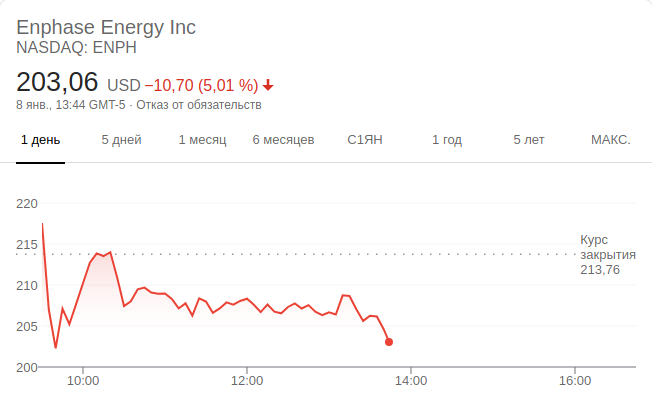 Enphase Energy Inc
NASDAQ: ENPH
203,06 USD −10,70 (5,01 %)
8 янв., 13:44 GMT-5 · Отказ от обязательств
1 день 5 дней 1 месяц 6 месяцев С1ЯН 1 год 5 лет МАКС.
220
215
Курс
закрытия
213,76
210
205
200
10:00 12:00 14:00 16:00